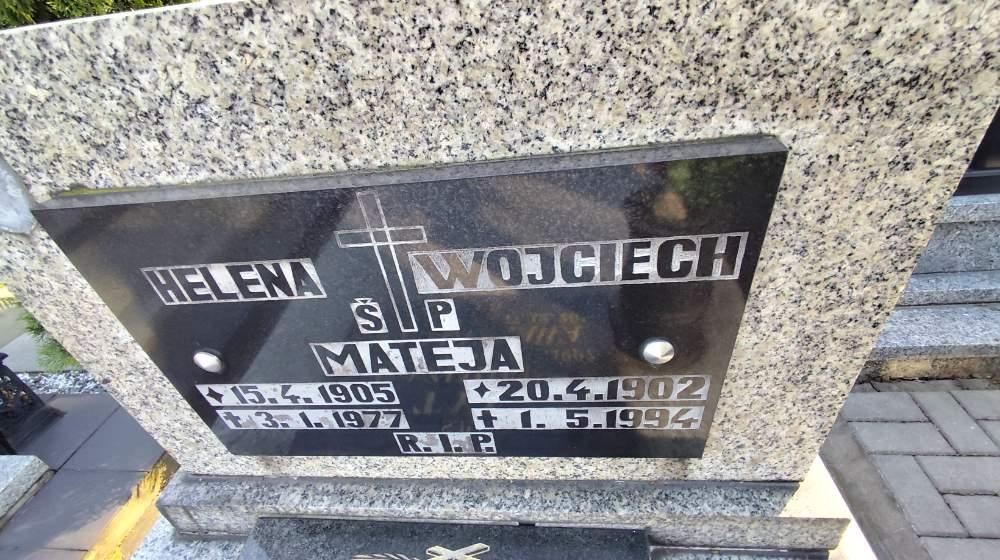 HELENA WOJCIECH
Ś P
MATEJA
15.4.1905 20.4.1902
3.1.1977 1.5.1994
R.I.P.